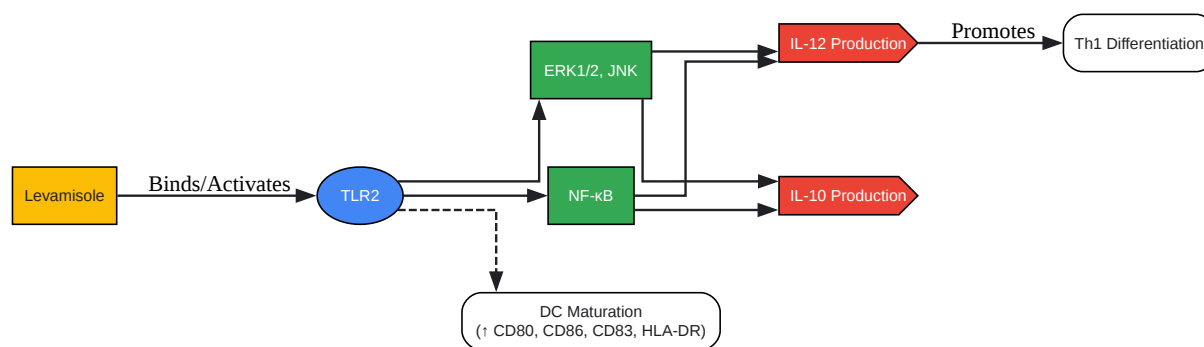 ERK1/2, JNK
IL-12 Production
Promotes
Th1 Differentiation
Levamisole
Binds/Activates
TLR2
NF-κB
IL-10 Production
DC Maturation
(↑ CD80, CD86, CD83, HLA-DR)